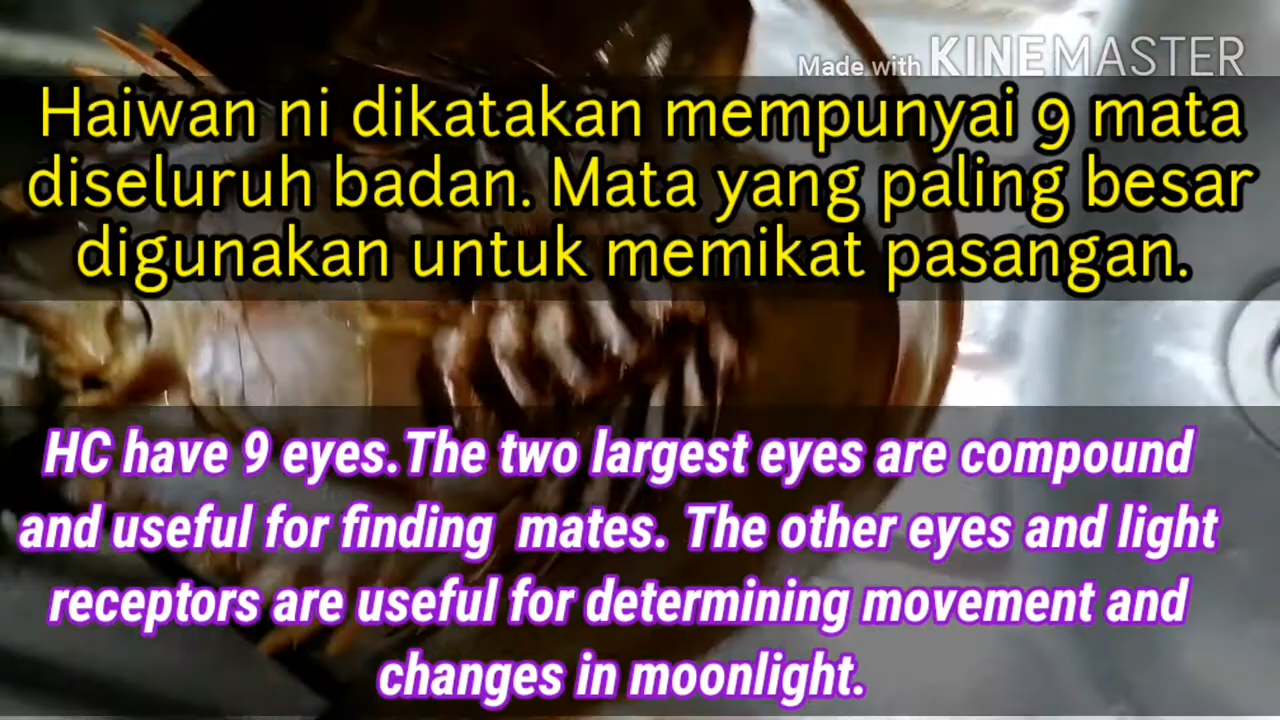 Made with KINEMASTER
Haiwan ni dikatakan mempunyai 9 mata
diseluruh badan. Mata yang paling besar
digunakan untuk memikat pasangan.
HC have 9 eyes.The two largest eyes are compound
and useful for finding mates. The other eyes and light
receptors are useful for determining movement and
changes in moonlight.